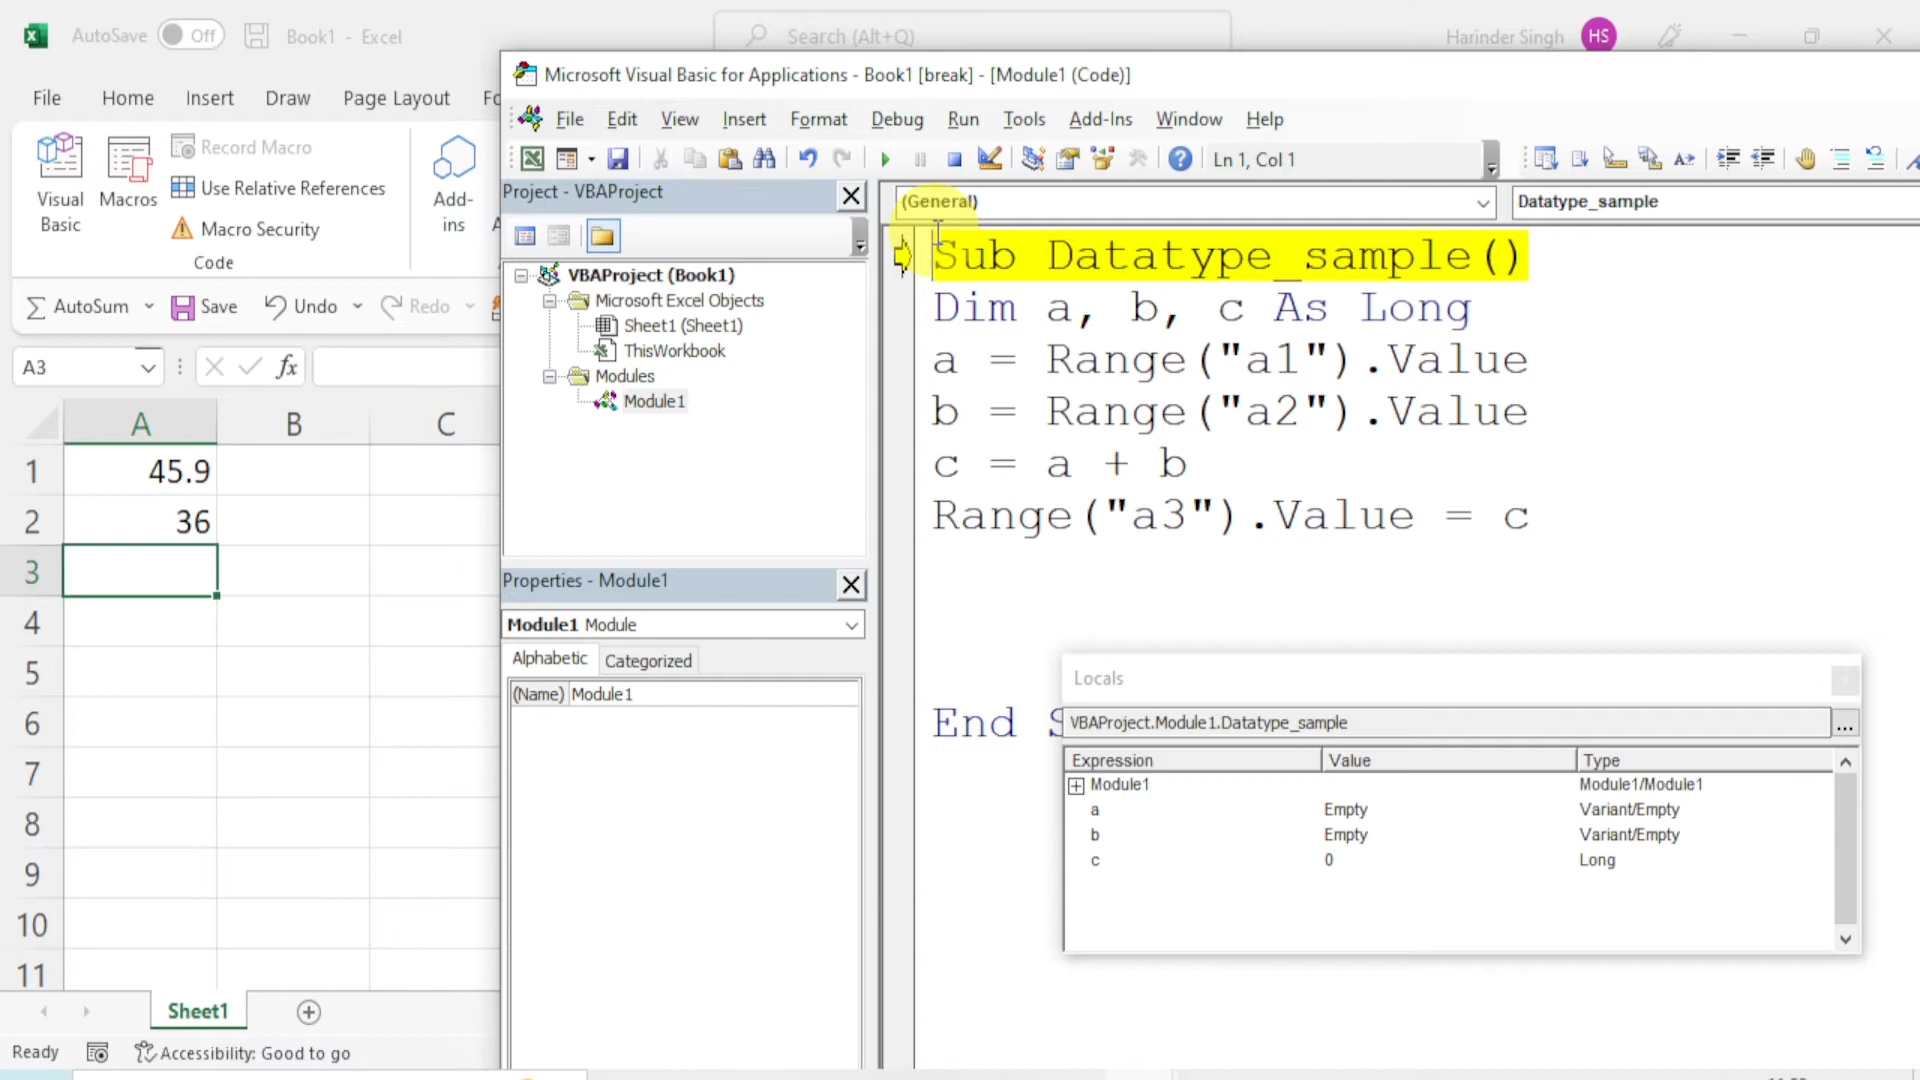 AutoSave Off Book1 - Excel Search (Alt+Q) Harinder Singh HS
Microsoft Visual Basic for Applications - Book1 [break] - [Module1 (Code)]
File Home Insert Draw Page Layout Fo
File Edit View Insert Format Debug Run Tools Add-Ins Window Help
Visual Basic
Macros
Record Macro
Use Relative References
Macro Security
Code
Add-ins
Ln 1, Col 1
AutoSum Save Undo Redo
A3
fx
A B C
1 45.9
2 36
3
4
5
6
7
8
9
10
11
Sheet1
Ready Accessibility: Good to go
Project - VBAProject
VBAProject (Book1)
Microsoft Excel Objects
Sheet1 (Sheet1)
ThisWorkbook
Modules
Module1
Properties - Module1
Module1 Module
Alphabetic Categorized
(Name) Module1
(General) Datatype_sample
Sub Datatype_sample()
Dim a, b, c As Long
a = Range("a1").Value
b = Range("a2").Value
c = a + b
Range("a3").Value = c
End S
Locals
VBAProject.Module1.Datatype_sample ...
Expression Value Type
Module1 Module1/Module1
a Empty Variant/Empty
b Empty Variant/Empty
c 0 Long